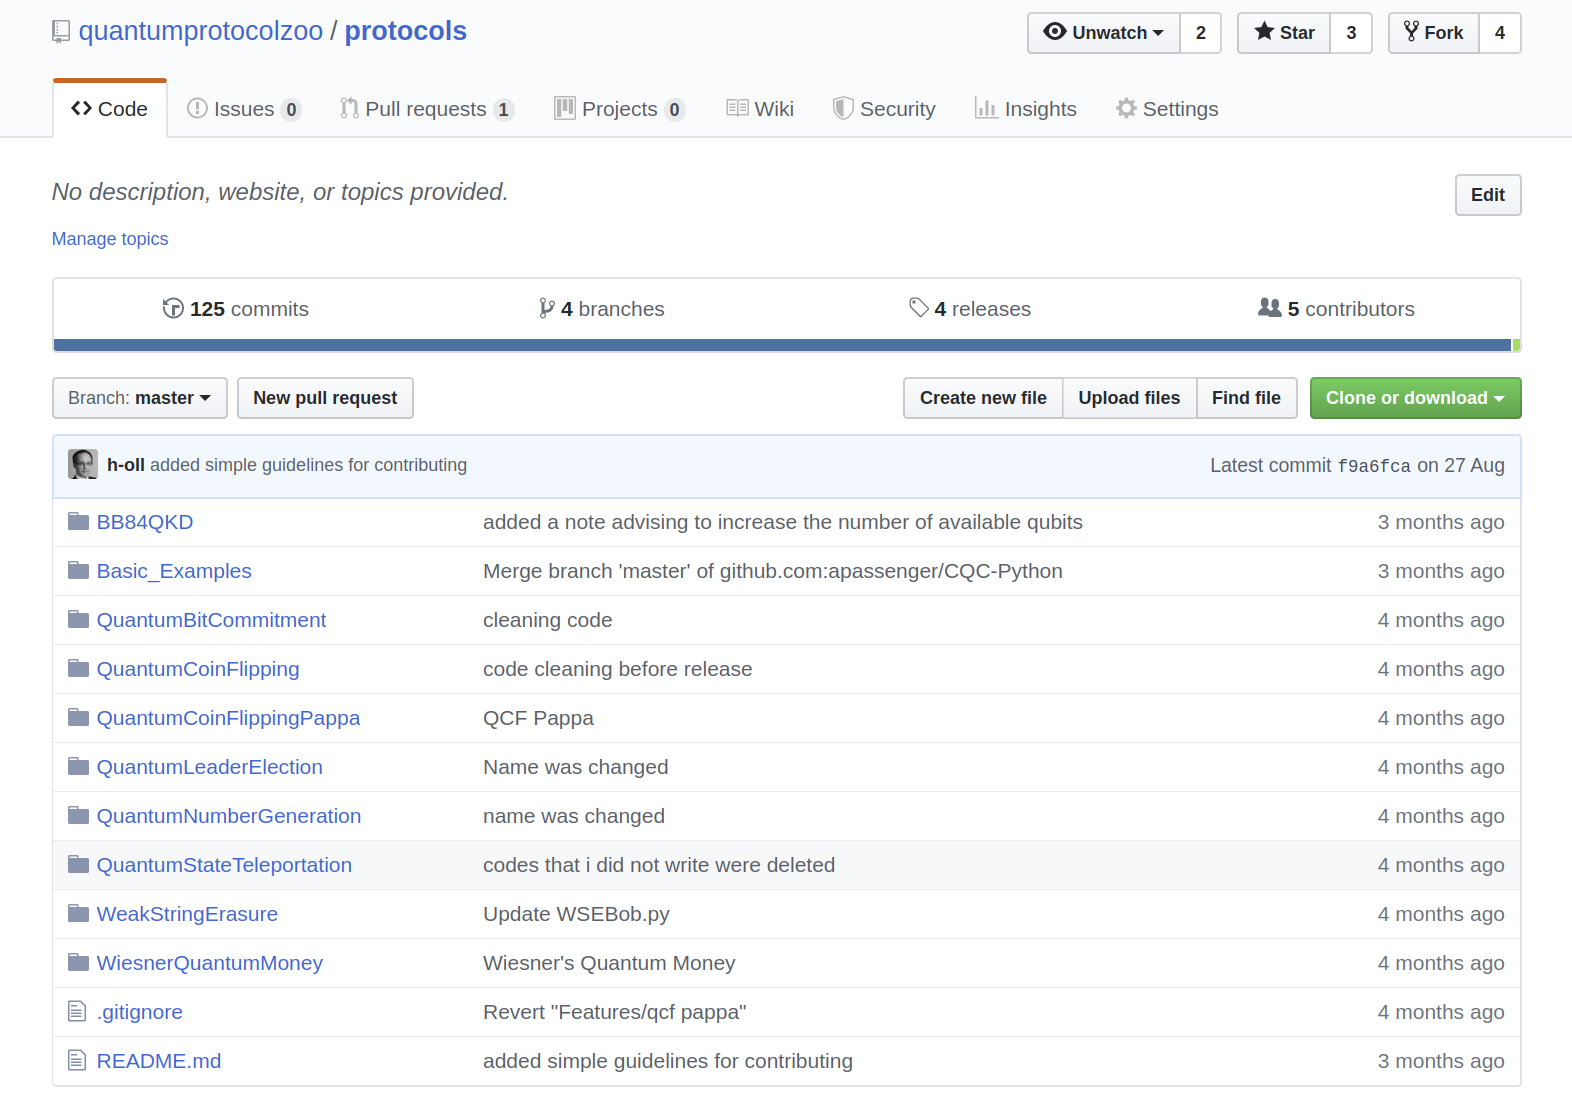 quantumprotocolzoo / protocols
Unwatch 2 Star 3 Fork 4
Code Issues 0 Pull requests 1 Projects 0 Wiki Security Insights Settings
No description, website, or topics provided. Edit
Manage topics
125 commits 4 branches 4 releases 5 contributors
Branch: master New pull request Create new file Upload files Find file Clone or download
h-oll added simple guidelines for contributing Latest commit f9a6fca on 27 Aug
BB84QKD added a note advising to increase the number of available qubits 3 months ago
Basic_Examples Merge branch 'master' of github.com:apassenger/CQC-Python 3 months ago
QuantumBitCommitment cleaning code 4 months ago
QuantumCoinFlipping code cleaning before release 4 months ago
QuantumCoinFlippingPappa QCF Pappa 4 months ago
QuantumLeaderElection Name was changed 4 months ago
QuantumNumberGeneration name was changed 4 months ago
QuantumStateTeleportation codes that i did not write were deleted 4 months ago
WeakStringErasure Update WSEBob.py 4 months ago
WiesnerQuantumMoney Wiesner's Quantum Money 4 months ago
.gitignore Revert "Features/qcf pappa" 4 months ago
README.md added simple guidelines for contributing 3 months ago